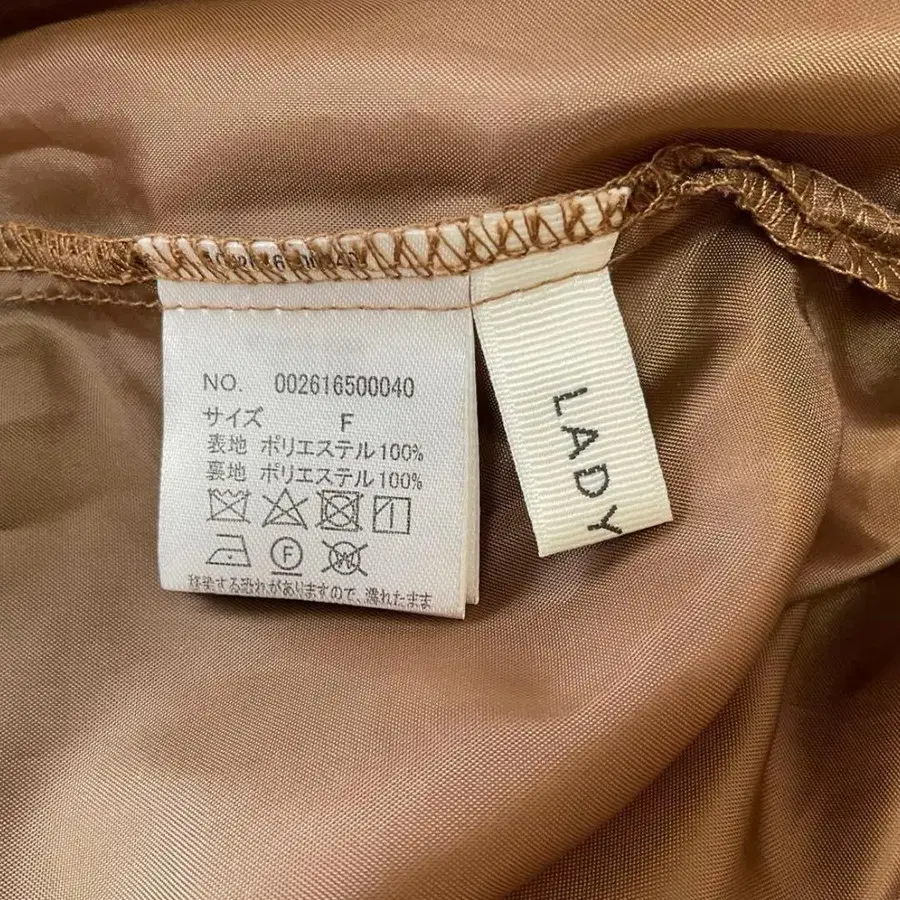 NO. 002616500040
サイズ F
表地 ポリエステル100%
裏地 ポリエステル100%
F
W
移染する恐れがありますので、濡れたまま
LADY